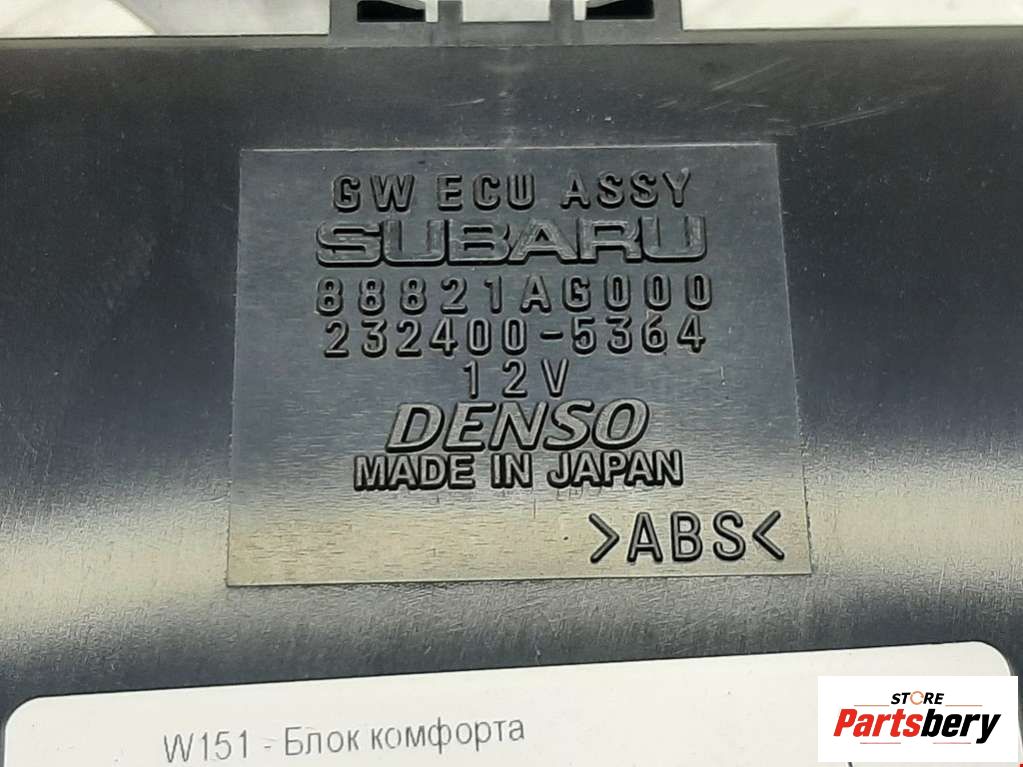 GW ECU ASSY
SUBARU
88821AG000
232400-5364
12V
DENSO
MADE IN JAPAN
>ABS<
W151 - Блок комфорта
STORE
Partsbery